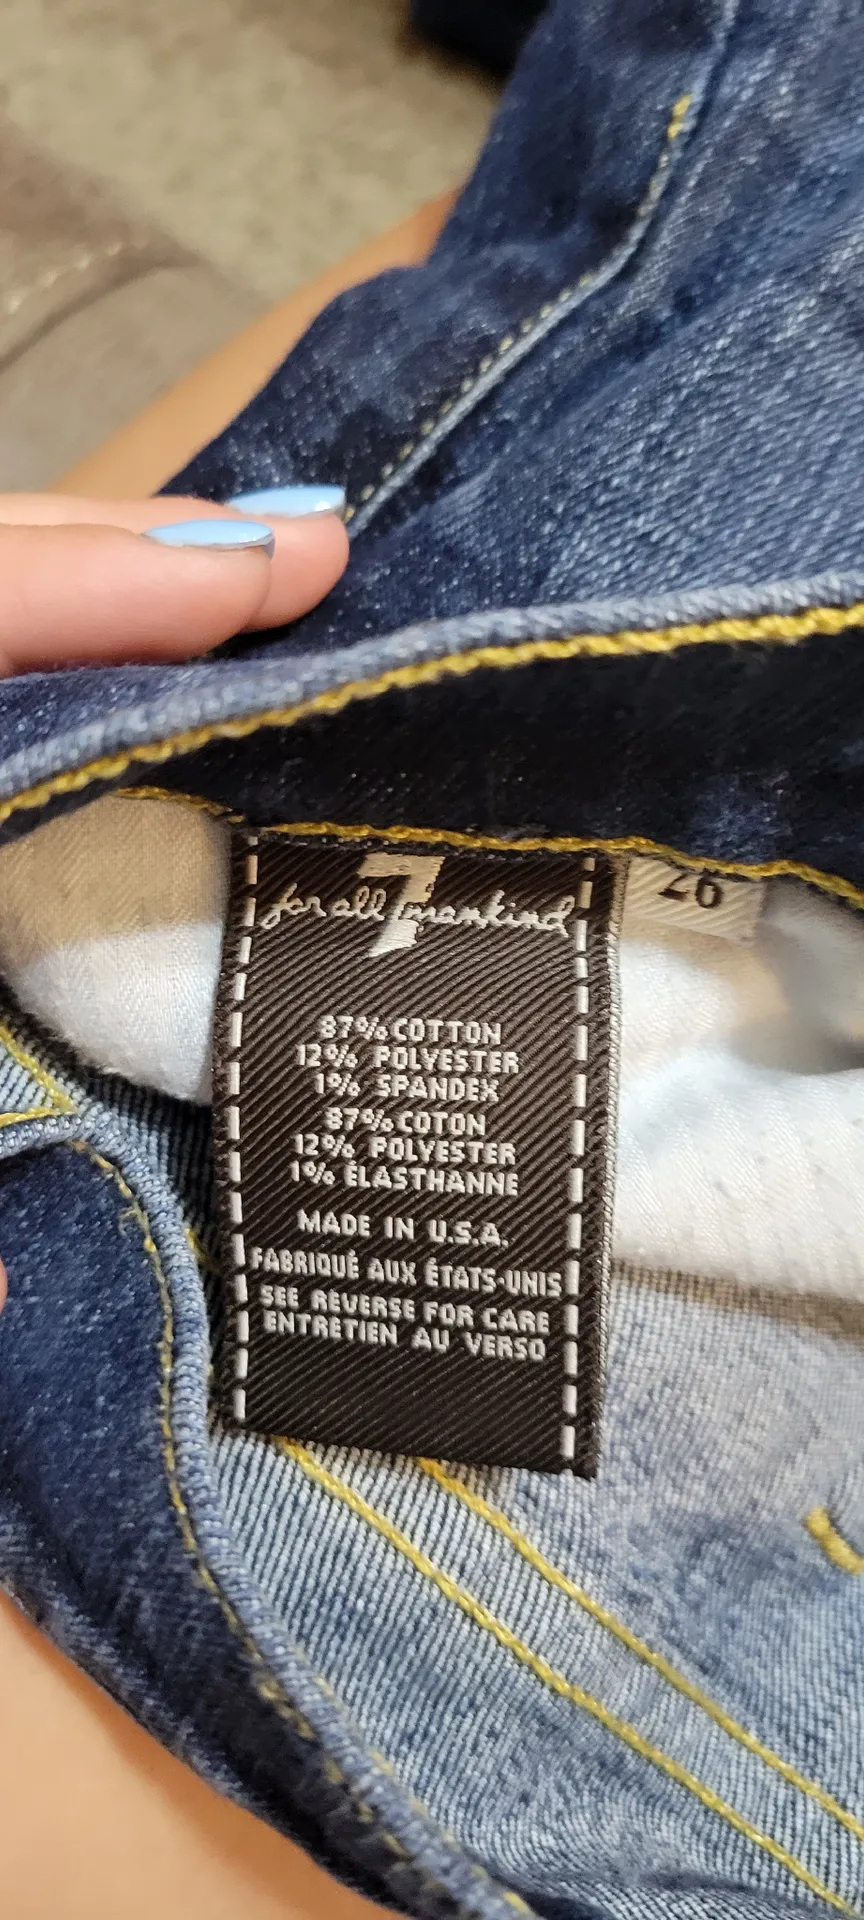 7
for all mankind
26
87% COTTON
12% POLYESTER
1% SPANDEX
87% COTON
12% POLYESTER
1% ÉLASTHANNE
MADE IN U.S.A.
FABRIQUÉ AUX ÉTATS-UNIS
SEE REVERSE FOR CARE
ENTRETIEN AU VERSO